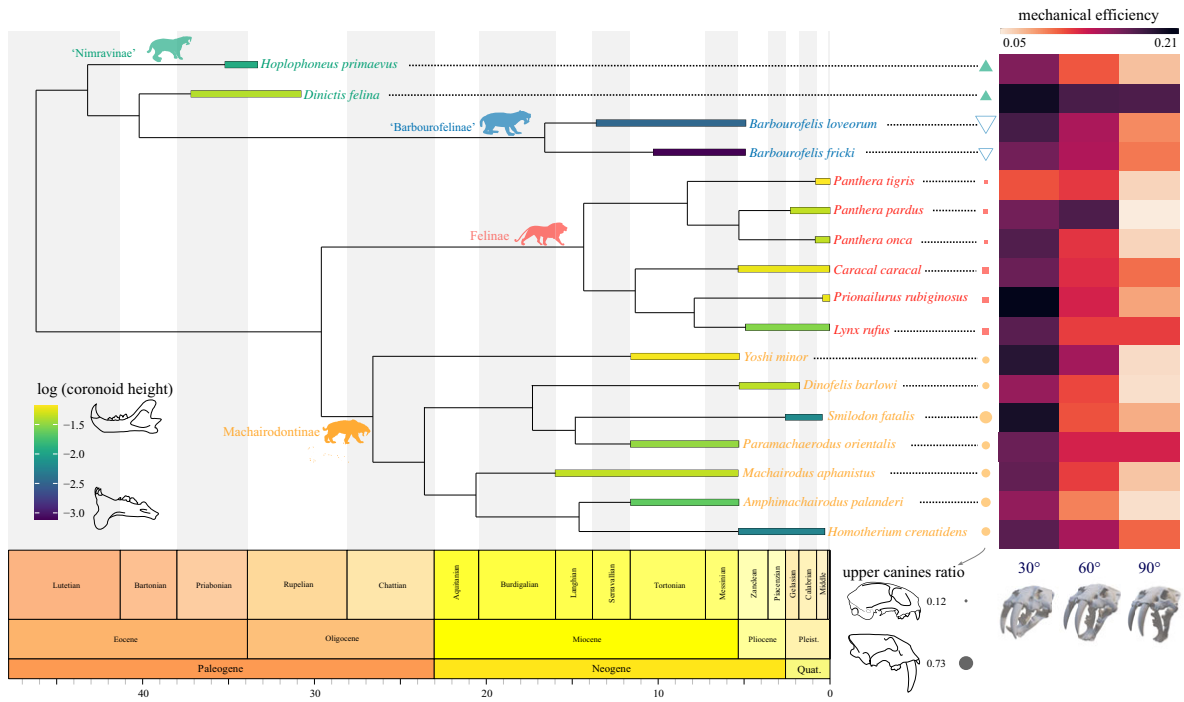 mechanical efficiency
0.05
0.21
‘Nimravinae’
Hoplophoneus primaevus
Dinictis felina
‘Barbourofelinae’
Barbourofelis loveorum
Barbourofelis fricki
Panthera tigris
Panthera pardus
Felinae
Panthera onca
Caracal caracal
Prionailurus rubiginosus
Lynx rufus
Yoshi minor
log (coronoid height)
Dinofelis barlowi
−1.5
Smilodon fatalis
Machairodontinae
Paramachaerodus orientalis
−2.0
Machairodus aphanistus
−2.5
Amphimachairodus palanderi
−3.0
Homotherium crenatidens
Lutetian
Bartonian
Priabonian
Rupelian
Chattian
Aquitanian
Burdigalian
Langhian
Serravallian
Tortonian
Messinian
Zanclean
Piacenzian
Gelasian
Calabrian
Middle
upper canines ratio
30°
60°
90°
0.12
Eocene
Oligocene
Miocene
Pliocene
Pleist.
0.73
Paleogene
Neogene
Quat.
40
30
20
10
0